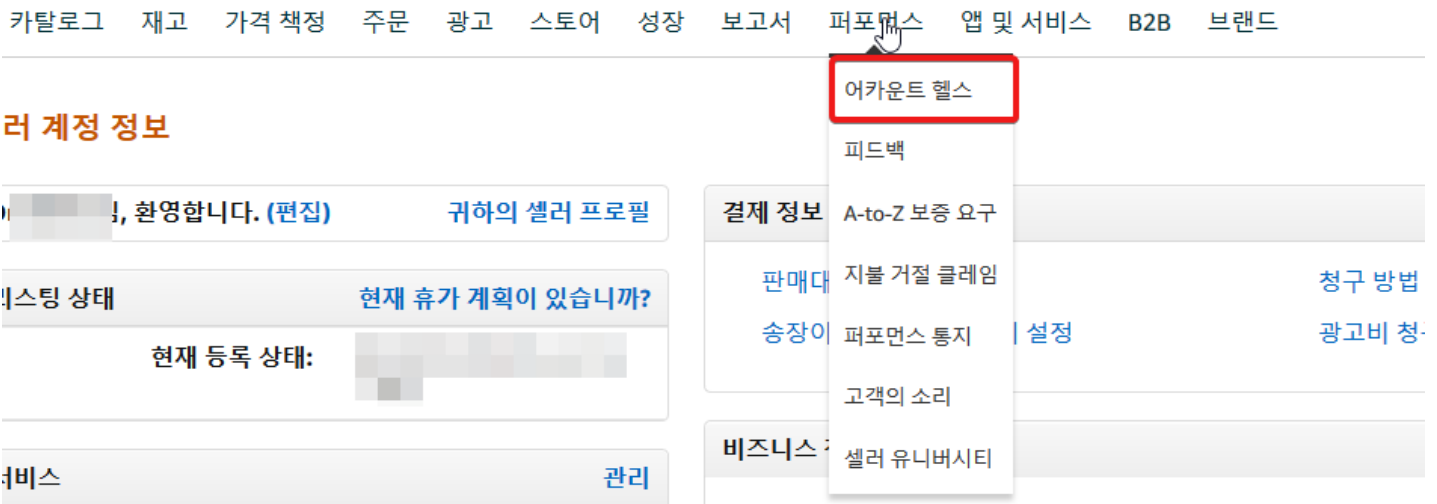 카탈로그 재고 가격 책정 주문 광고 스토어 성장 보고서 퍼포먼스 앱 및 서비스 B2B 브랜드
어카운트 헬스
피드백
A-to-Z 보증 요구
지불 거절 클레임
퍼포먼스 통지
고객의 소리
셀러 유니버시티
러 계정 정보
, 환영합니다. (편집) 귀하의 셀러 프로필
리스팅 상태 현재 휴가 계획이 있습니까?
현재 등록 상태:
서비스 관리
결제 정보
판매대 청구 방법
송장이 설정 광고비 청
비즈니스